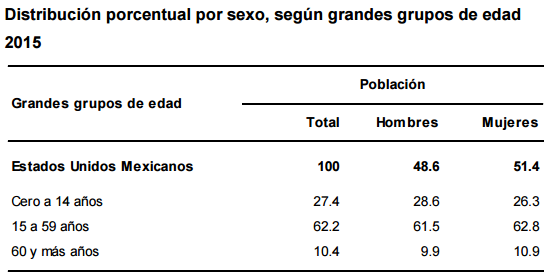 Distribución porcentual por sexo, según grandes grupos de edad
2015
Población
Grandes grupos de edad
Total Hombres Mujeres
Estados Unidos Mexicanos 100 48.6 51.4
Cero a 14 años 27.4 28.6 26.3
15 a 59 años 62.2 61.5 62.8
60 y más años 10.4 9.9 10.9